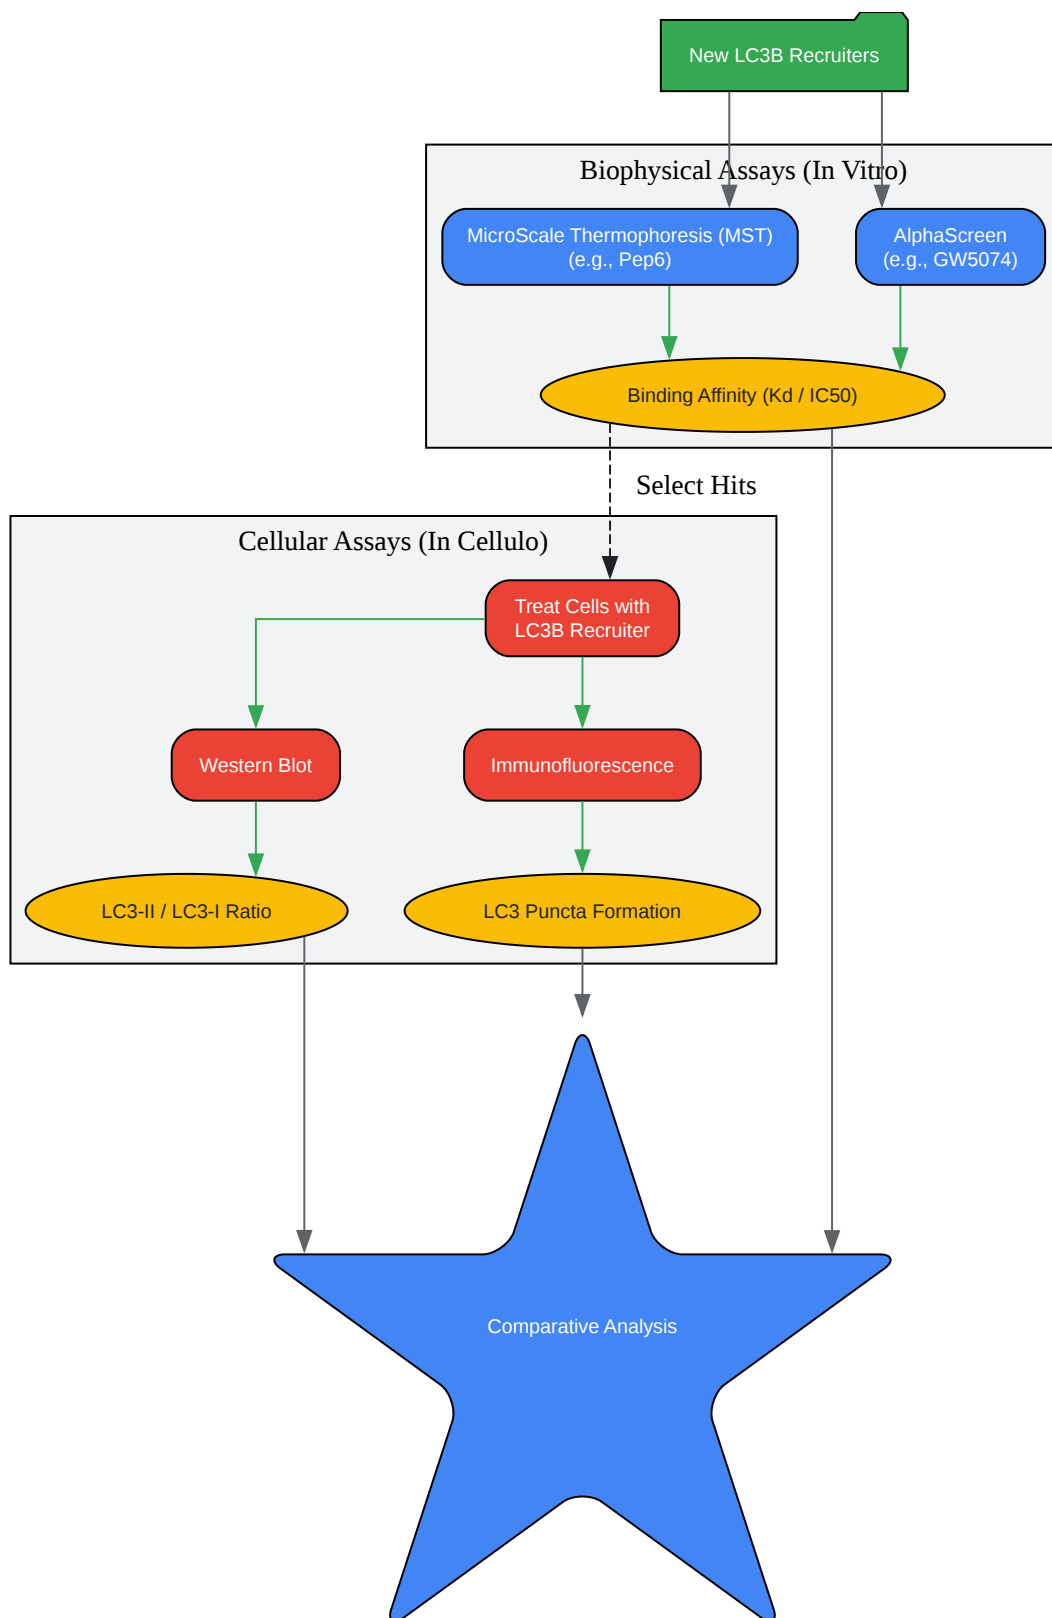 New LC3B Recruiters
Biophysical Assays (In Vitro)
MicroScale Thermophoresis (MST)
(e.g., Pep6)
AlphaScreen
(e.g., GW5074)
Binding Affinity (Kd / IC50)
Select Hits
Cellular Assays (In Cellulo)
Treat Cells with
LC3B Recruiter
Western Blot
Immunofluorescence
LC3-II / LC3-I Ratio
LC3 Puncta Formation
Comparative Analysis